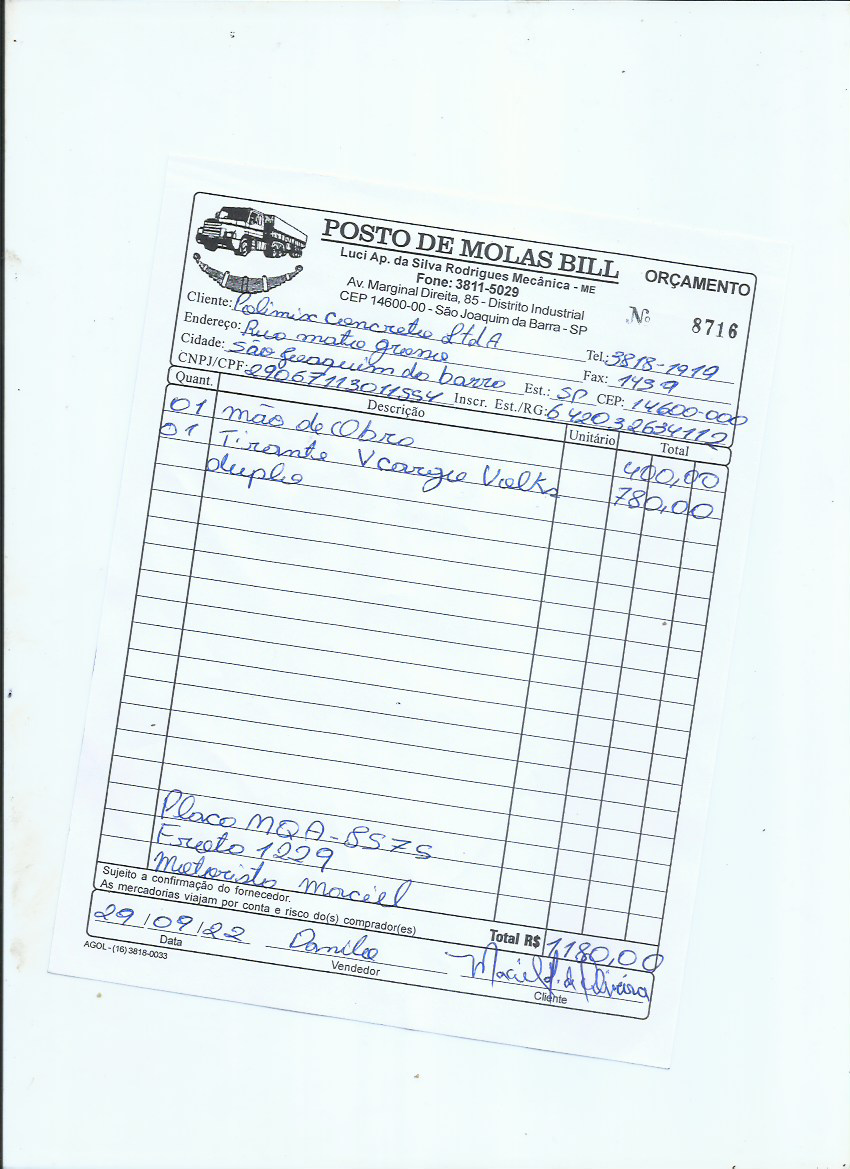 POSTO DE MOLAS BILL
ORÇAMENTO
Luci Ap. da Silva Rodrigues Mecânica - ME
Fone: 3811-5029
Av. Marginal Direita, 85 - Distrito Industrial
CEP 14600-00 - São Joaquim da Barra - SP
Nº 8716
Cliente: Polimix Concreto LtdA Tel.: 3818-1919
Endereço: Rua mato grosso Fax: 1439
Cidade: São Joaquim da barra Est.: SP CEP: 14600-000
CNPJ/CPF: 29067113011554 Inscr. Est./RG: 642032634112
Quant. Descrição Unitário Total
01 mão de Obra 400,00
01 Tirante Vcargo Volks 780,00
duplo
Placa MQA-8575
Frota 1229
Motorista Maciel
Sujeito a confirmação do fornecedor.
As mercadorias viajam por conta e risco do(s) comprador(es)
Total R$ 1180,00
29/09/22 Danilo Maciel de Oliveira
Data Vendedor Cliente
AGOL - (16) 3818-0033